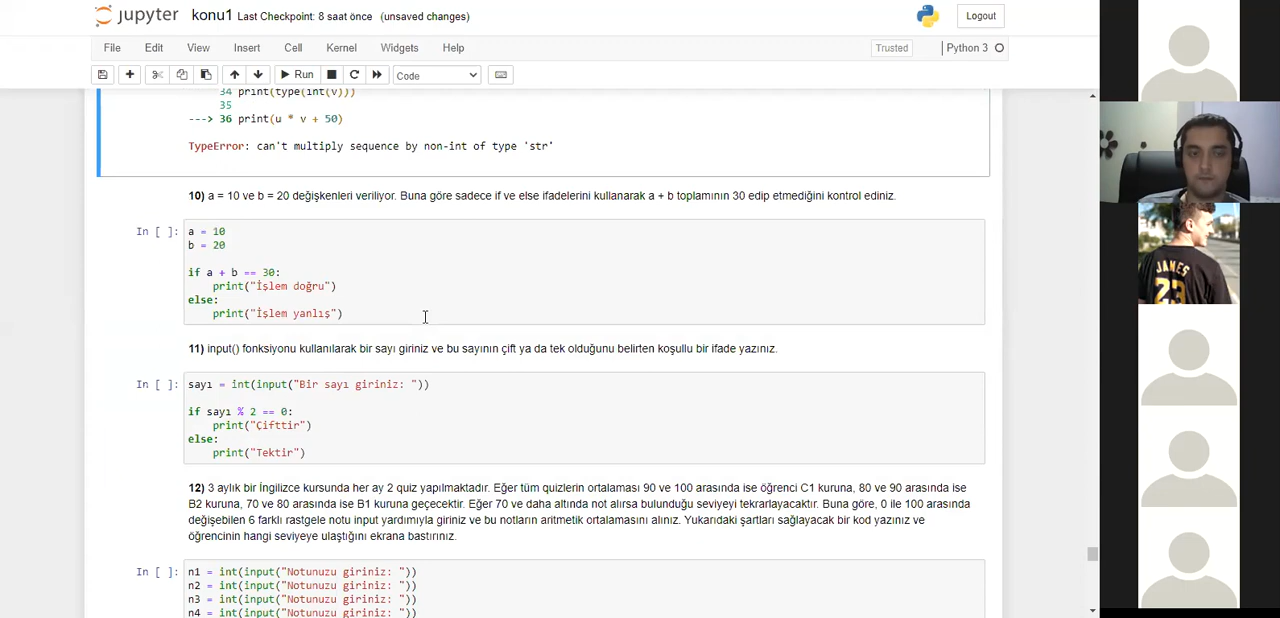 jupyter konu1 Last Checkpoint: 8 saat önce (unsaved changes) Logout
File Edit View Insert Cell Kernel Widgets Help Trusted Python 3
Run Code
34 print(type(int(v)))
35
---> 36 print(u * v + 50)
TypeError: can't multiply sequence by non-int of type 'str'
10) a = 10 ve b = 20 değişkenleri veriliyor. Buna göre sadece if ve else ifadelerini kullanarak a + b toplamının 30 edip etmediğini kontrol ediniz.
In [ ]: a = 10
b = 20
if a + b == 30:
print("İşlem doğru")
else:
print("İşlem yanlış")
11) input() fonksiyonu kullanılarak bir sayı giriniz ve bu sayının çift ya da tek olduğunu belirten koşullu bir ifade yazınız.
In [ ]: sayı = int(input("Bir sayı giriniz: "))
if sayı % 2 == 0:
print("Çifttir")
else:
print("Tektir")
12) 3 aylık bir İngilizce kursunda her ay 2 quiz yapılmaktadır. Eğer tüm quizlerin ortalaması 90 ve 100 arasında ise öğrenci C1 kuruna, 80 ve 90 arasında ise
B2 kuruna, 70 ve 80 arasında ise B1 kuruna geçecektir. Eğer 70 ve daha altında not alırsa bulunduğu seviyeyi tekrarlayacaktır. Buna göre, 0 ile 100 arasında
değişebilen 6 farklı rastgele notu input yardımıyla giriniz ve bu notların aritmetik ortalamasını alınız. Yukarıdaki şartları sağlayacak bir kod yazınız ve
öğrencinin hangi seviyeye ulaştığını ekrana bastırınız.
In [ ]: n1 = int(input("Notunuzu giriniz: "))
n2 = int(input("Notunuzu giriniz: "))
n3 = int(input("Notunuzu giriniz: "))
n4 = int(input("Notunuzu giriniz: "))
JAMES
23